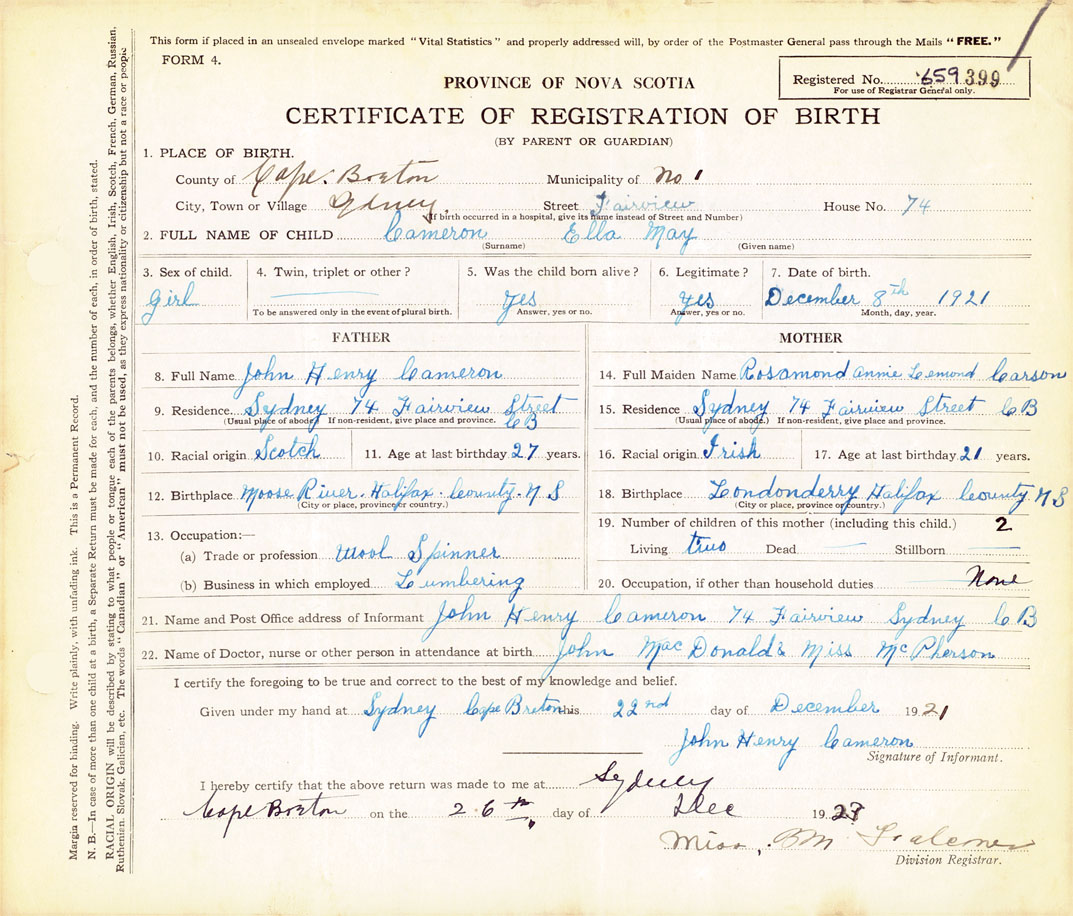 This form if placed in an unsealed envelope marked "Vital Statistics" and properly addressed will, by order of the Postmaster General pass through the Mails "FREE."
FORM 4.
Registered No. 659 399
For use of Registrar General only.
PROVINCE OF NOVA SCOTIA
CERTIFICATE OF REGISTRATION OF BIRTH
(BY PARENT OR GUARDIAN)
1. PLACE OF BIRTH.
County of Cape Breton Municipality of No 1
City, Town or Village Sydney Street Fairview House No. 74
(If birth occurred in a hospital, give its name instead of Street and Number)
2. FULL NAME OF CHILD Cameron Ella May
(Surname) (Given name)
3. Sex of child. 4. Twin, triplet or other? 5. Was the child born alive? 6. Legitimate? 7. Date of birth.
Girl Yes Yes December 8th 1921
To be answered only in the event of plural birth. Answer, yes or no. Answer, yes or no. Month, day, year.
FATHER
8. Full Name John Henry Cameron
9. Residence Sydney 74 Fairview Street CB
(Usual place of abode) If non-resident, give place and province.
10. Racial origin Scotch 11. Age at last birthday 27 years.
12. Birthplace Moose River. Halifax. County. N S
(City or place, province or country.)
13. Occupation:—
(a) Trade or profession Wool Spinner
(b) Business in which employed Lumbering
MOTHER
14. Full Maiden Name Rosamond Annie Lemond Carson
15. Residence Sydney 74 Fairview Street CB
(Usual place of abode.) If non-resident, give place and province.
16. Racial origin Irish 17. Age at last birthday 21 years.
18. Birthplace Londonderry Halifax County. N S
(City or place, province or country.)
19. Number of children of this mother (including this child.) 2
Living two Dead Stillborn
20. Occupation, if other than household duties None
21. Name and Post Office address of Informant John Henry Cameron 74 Fairview Sydney C B
22. Name of Doctor, nurse or other person in attendance at birth John MacDonald & Miss McPherson
I certify the foregoing to be true and correct to the best of my knowledge and belief.
Given under my hand at Sydney Cape Breton this 22nd day of December 1921
John Henry Cameron
Signature of Informant.
I hereby certify that the above return was made to me at Sydney
Cape Breton on the 26th day of Dec 19
Miss,
Division Registrar.
Margin reserved for binding. Write plainly, with unfading ink. This is a Permanent Record.
N. B.—In case of more than one child at a birth, a Separate Return must be made for each, and the number of each, in order of birth, stated.
RACIAL ORIGIN will be described by stating to what people or tongue each of the parents belongs, whether English, Irish, Scotch, French, German, Russian,
Ruthenian, Slovak, Galician, etc. The words "Canadian" or "American" must not be used, as they express nationality or citizenship but not a race or people